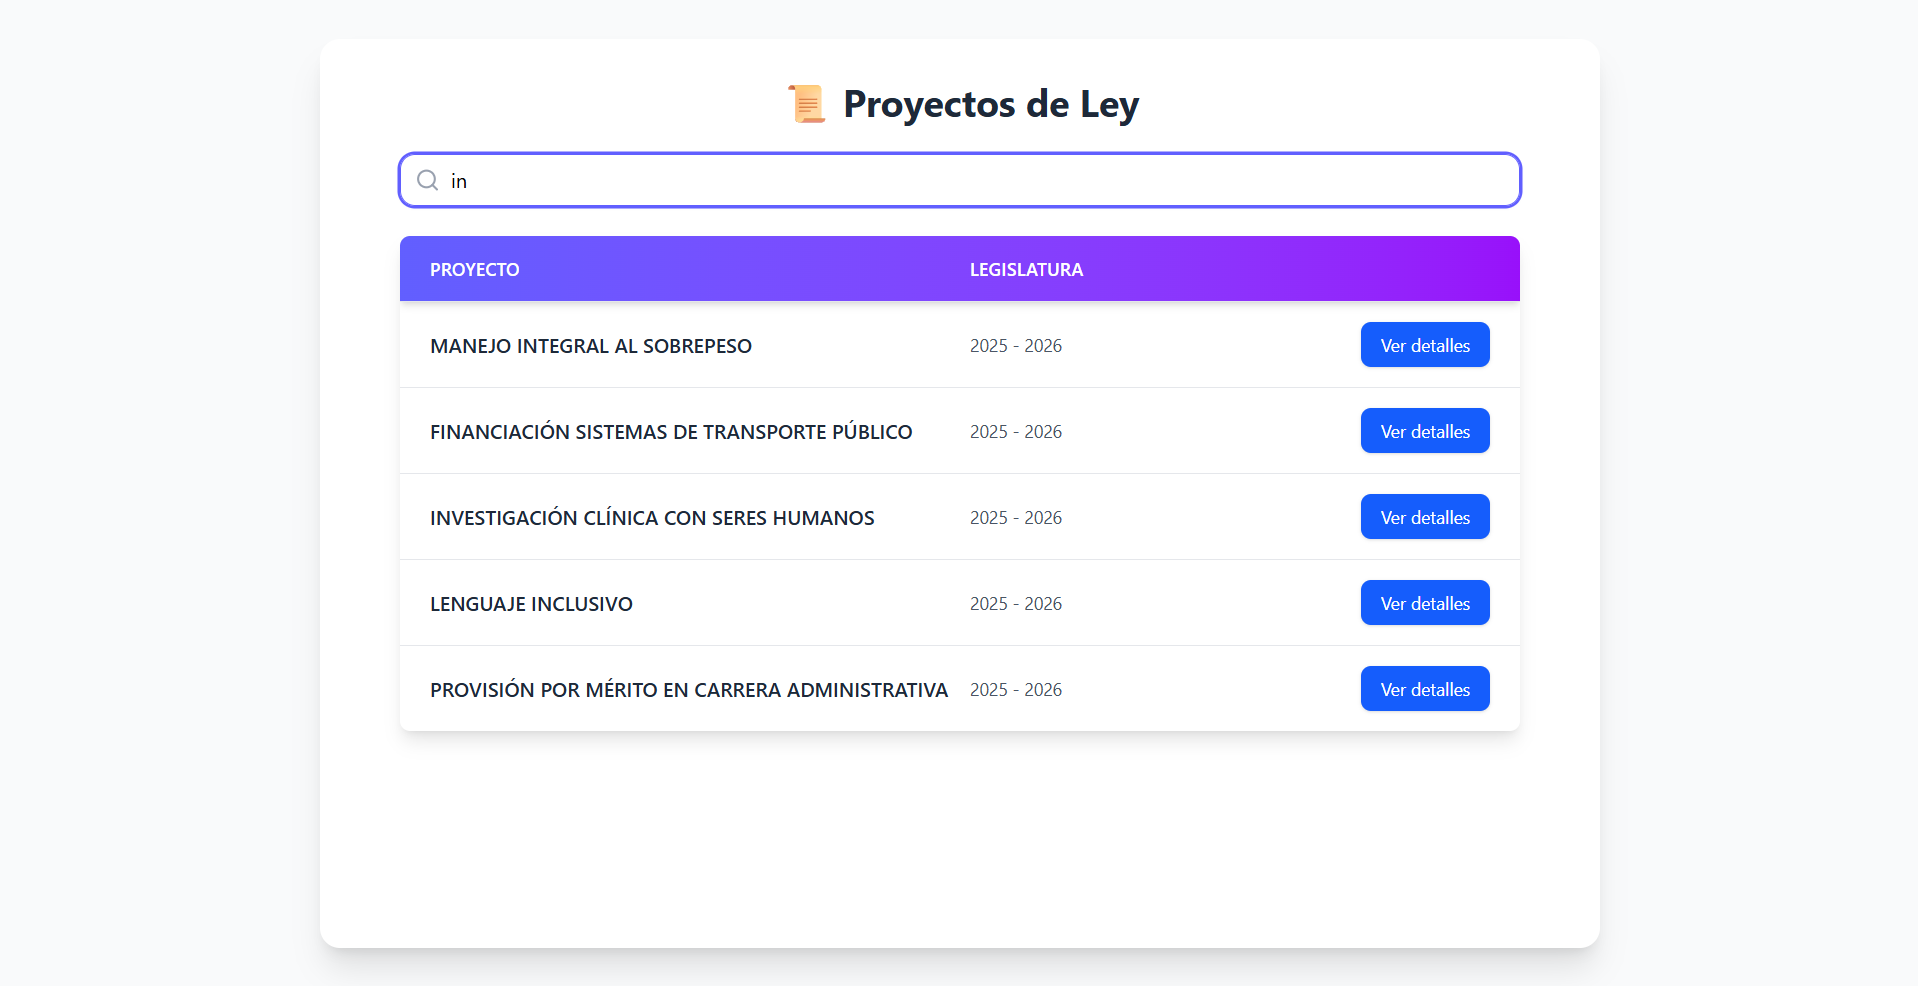 📜 Proyectos de Ley
in
PROYECTO LEGISLATURA
MANEJO INTEGRAL AL SOBREPESO 2025 - 2026 Ver detalles
FINANCIACIÓN SISTEMAS DE TRANSPORTE PÚBLICO 2025 - 2026 Ver detalles
INVESTIGACIÓN CLÍNICA CON SERES HUMANOS 2025 - 2026 Ver detalles
LENGUAJE INCLUSIVO 2025 - 2026 Ver detalles
PROVISIÓN POR MÉRITO EN CARRERA ADMINISTRATIVA 2025 - 2026 Ver detalles